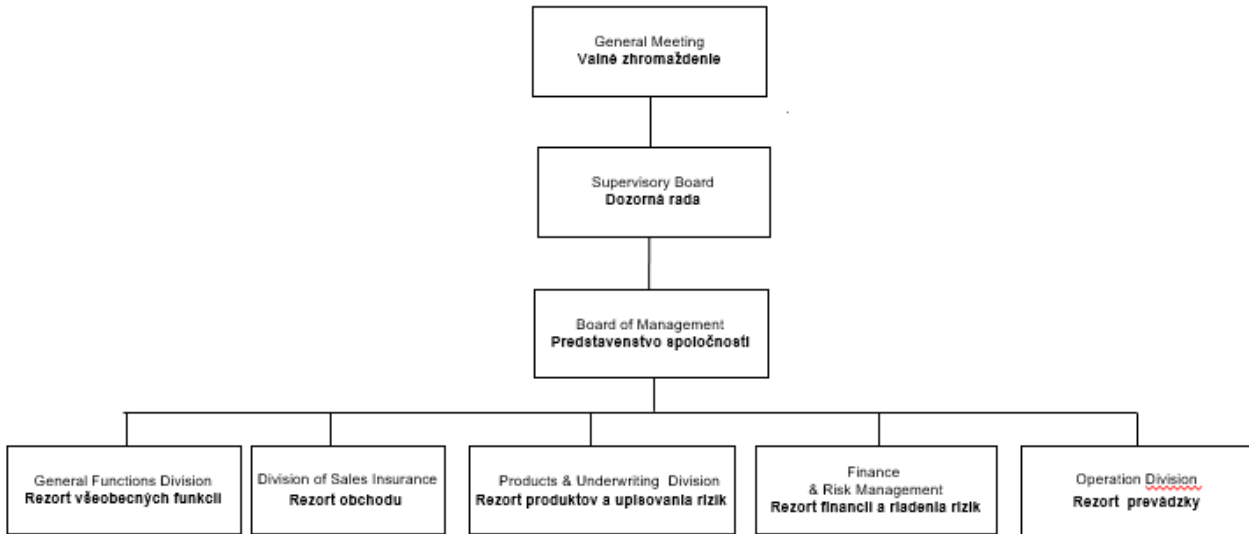 General Meeting
Valné zhromaždenie
Supervisory Board
Dozorná rada
Board of Management
Predstavenstvo spoločnosti
General Functions Division
Rezort všeobecných funkcií
Division of Sales Insurance
Rezort obchodu
Products & Underwriting Division
Rezort produktov a upisovania rizík
Finance
& Risk Management
Rezort financií a riadenia rizík
Operation Division
Rezort prevádzky